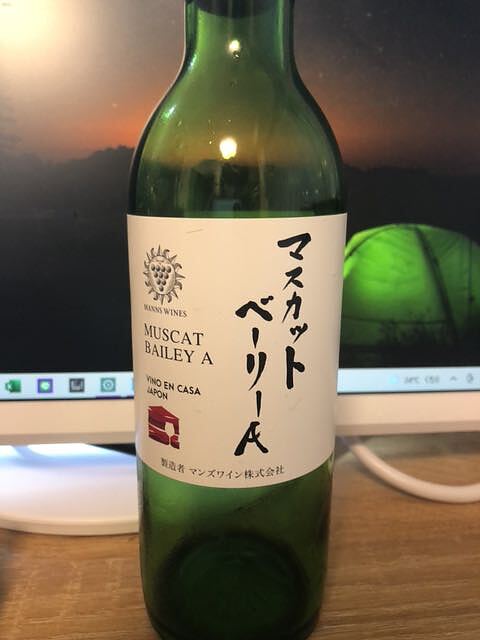 マスカット
ベーリーA
MANNS WINES
MUSCAT
BAILEY A
VINO EN CASA
JAPON
製造者 マンズワイン株式会社